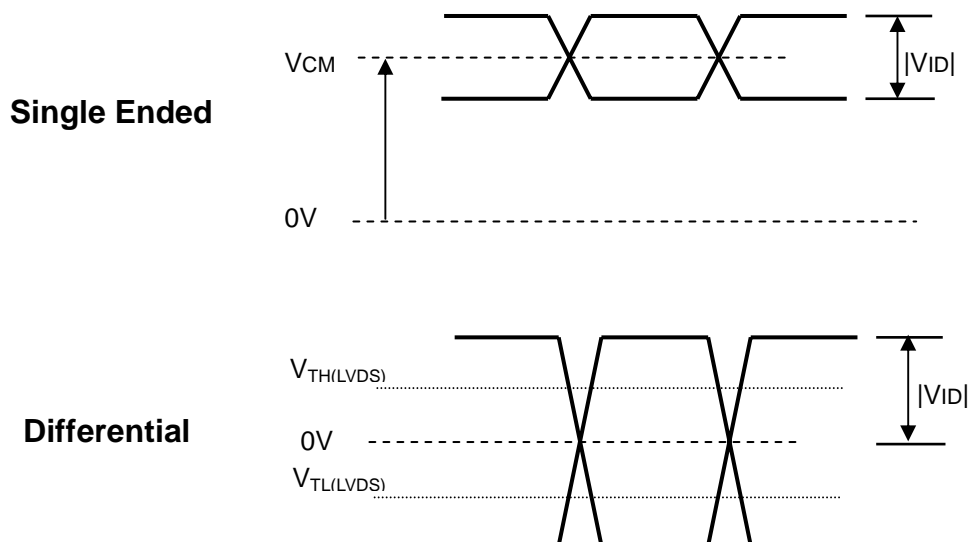 VCM
|VID|
Single Ended
0V
VTH(LVDS)
|VID|
Differential
0V
VTL(LVDS)